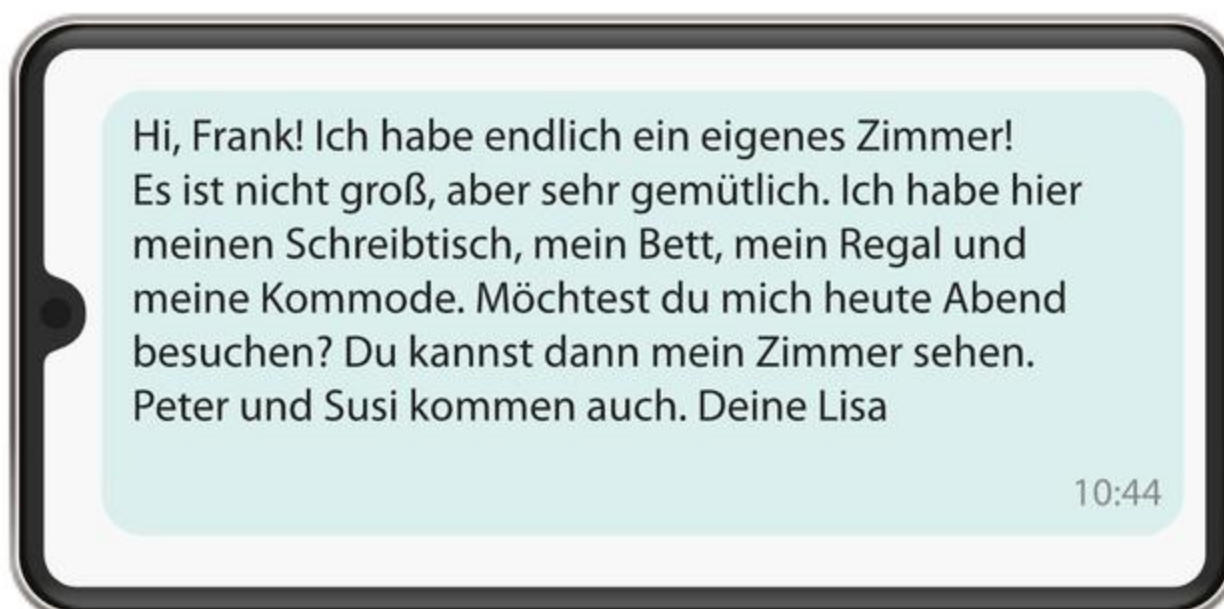 Hi, Frank! Ich habe endlich ein eigenes Zimmer!
Es ist nicht groß, aber sehr gemütlich. Ich habe hier
meinen Schreibtisch, mein Bett, mein Regal und
meine Kommode. Möchtest du mich heute Abend
besuchen? Du kannst dann mein Zimmer sehen.
Peter und Susi kommen auch. Deine Lisa
10:44